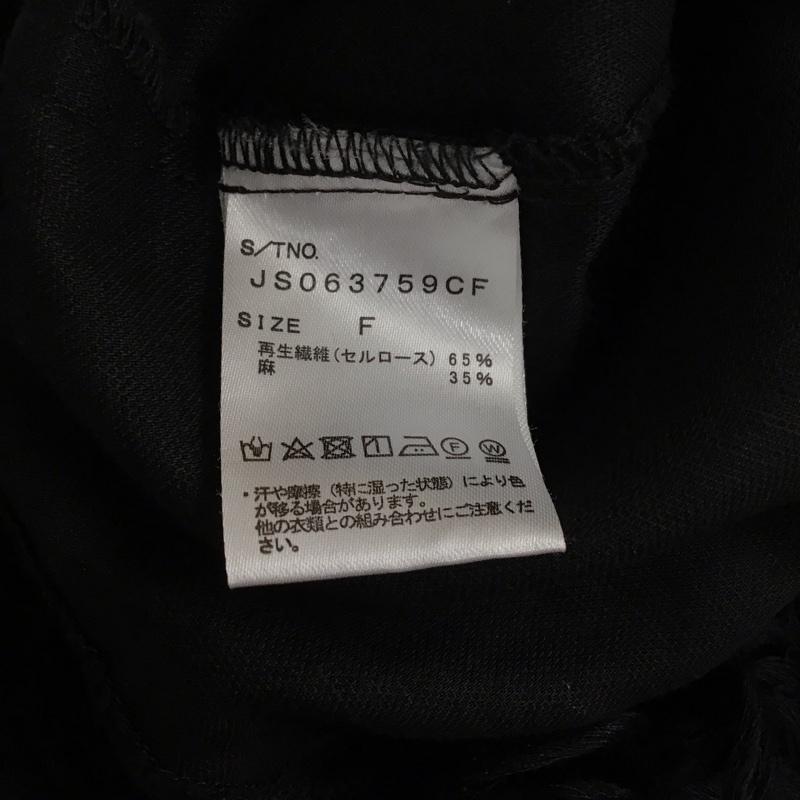 S/TNO.
JS063759CF
SIZE F
再生繊維(セルロース) 65%
麻 35%
F W
・汗や摩擦(特に湿った状態)により色
が移る場合があります。
他の衣類との組み合わせにご注意くだ
さい。